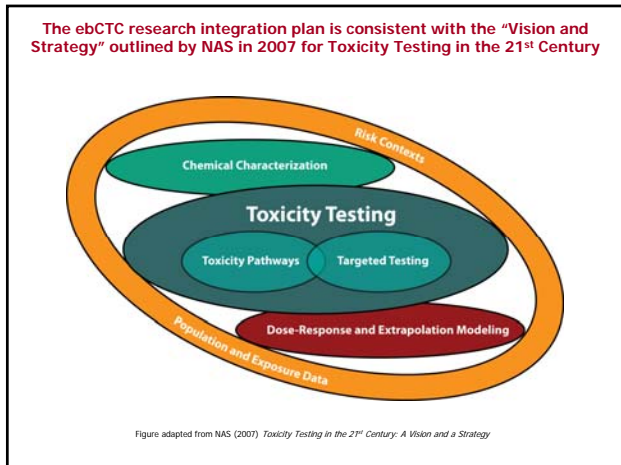 The ebCTC research integration plan is consistent with the “Vision and
Strategy” outlined by NAS in 2007 for Toxicity Testing in the 21st Century
Risk Contexts
Chemical Characterization
Toxicity Testing
Toxicity Pathways
Targeted Testing
Dose-Response and Extrapolation Modeling
Population and Exposure Data
Figure adapted from NAS (2007) Toxicity Testing in the 21st Century: A Vision and a Strategy